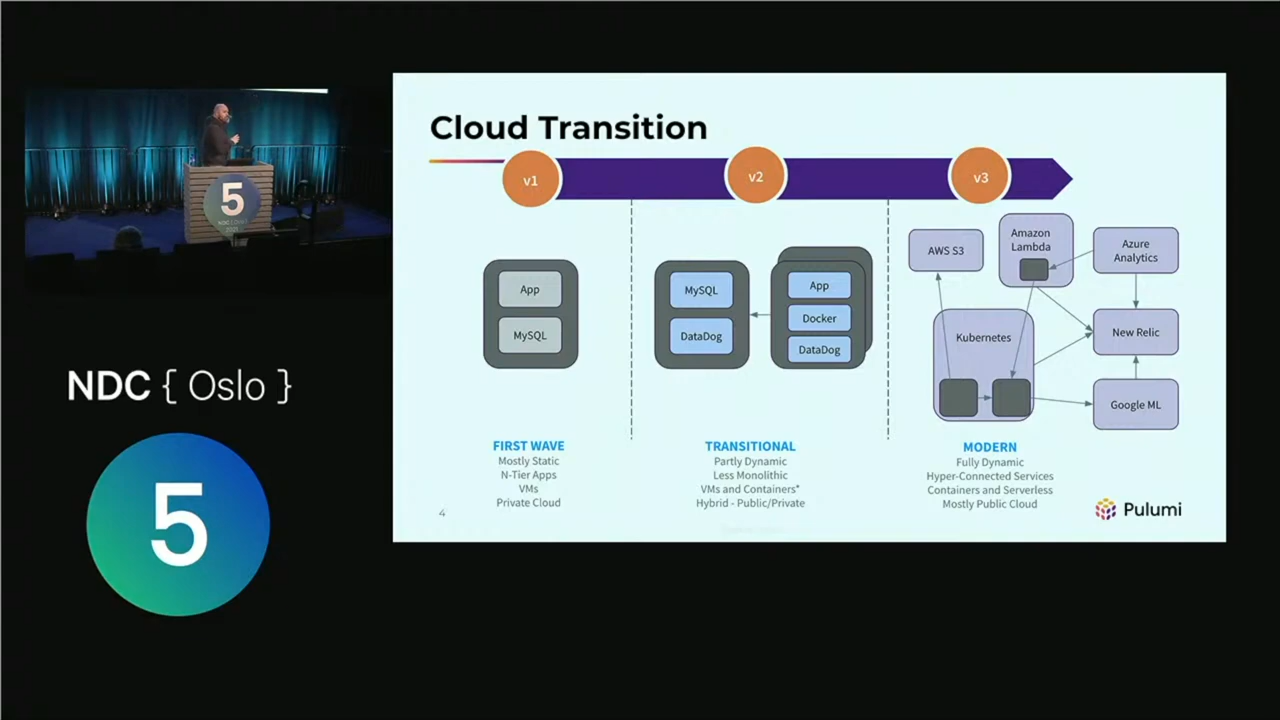 Cloud Transition
v1
v2
v3
App
MySQL
MySQL
DataDog
App
Docker
DataDog
AWS S3
Amazon
Lambda
Azure
Analytics
Kubernetes
New Relic
Google ML
FIRST WAVE
Mostly Static
N-Tier Apps
VMs
Private Cloud
TRANSITIONAL
Partly Dynamic
Less Monolithic
VMs and Containers*
Hybrid - Public/Private
MODERN
Fully Dynamic
Hyper-Connected Services
Containers and Serverless
Mostly Public Cloud
4
Pulumi
5
NDC { Oslo }
5